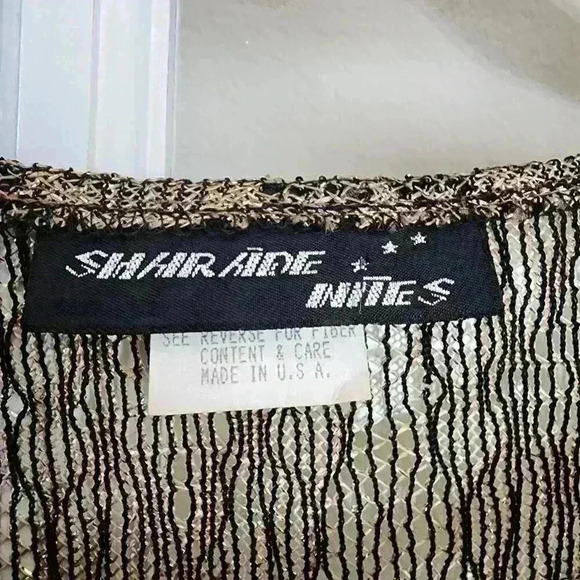 SHARADE
NITES
SEE REVERSE FOR FIBER
CONTENT & CARE
MADE IN U.S A.